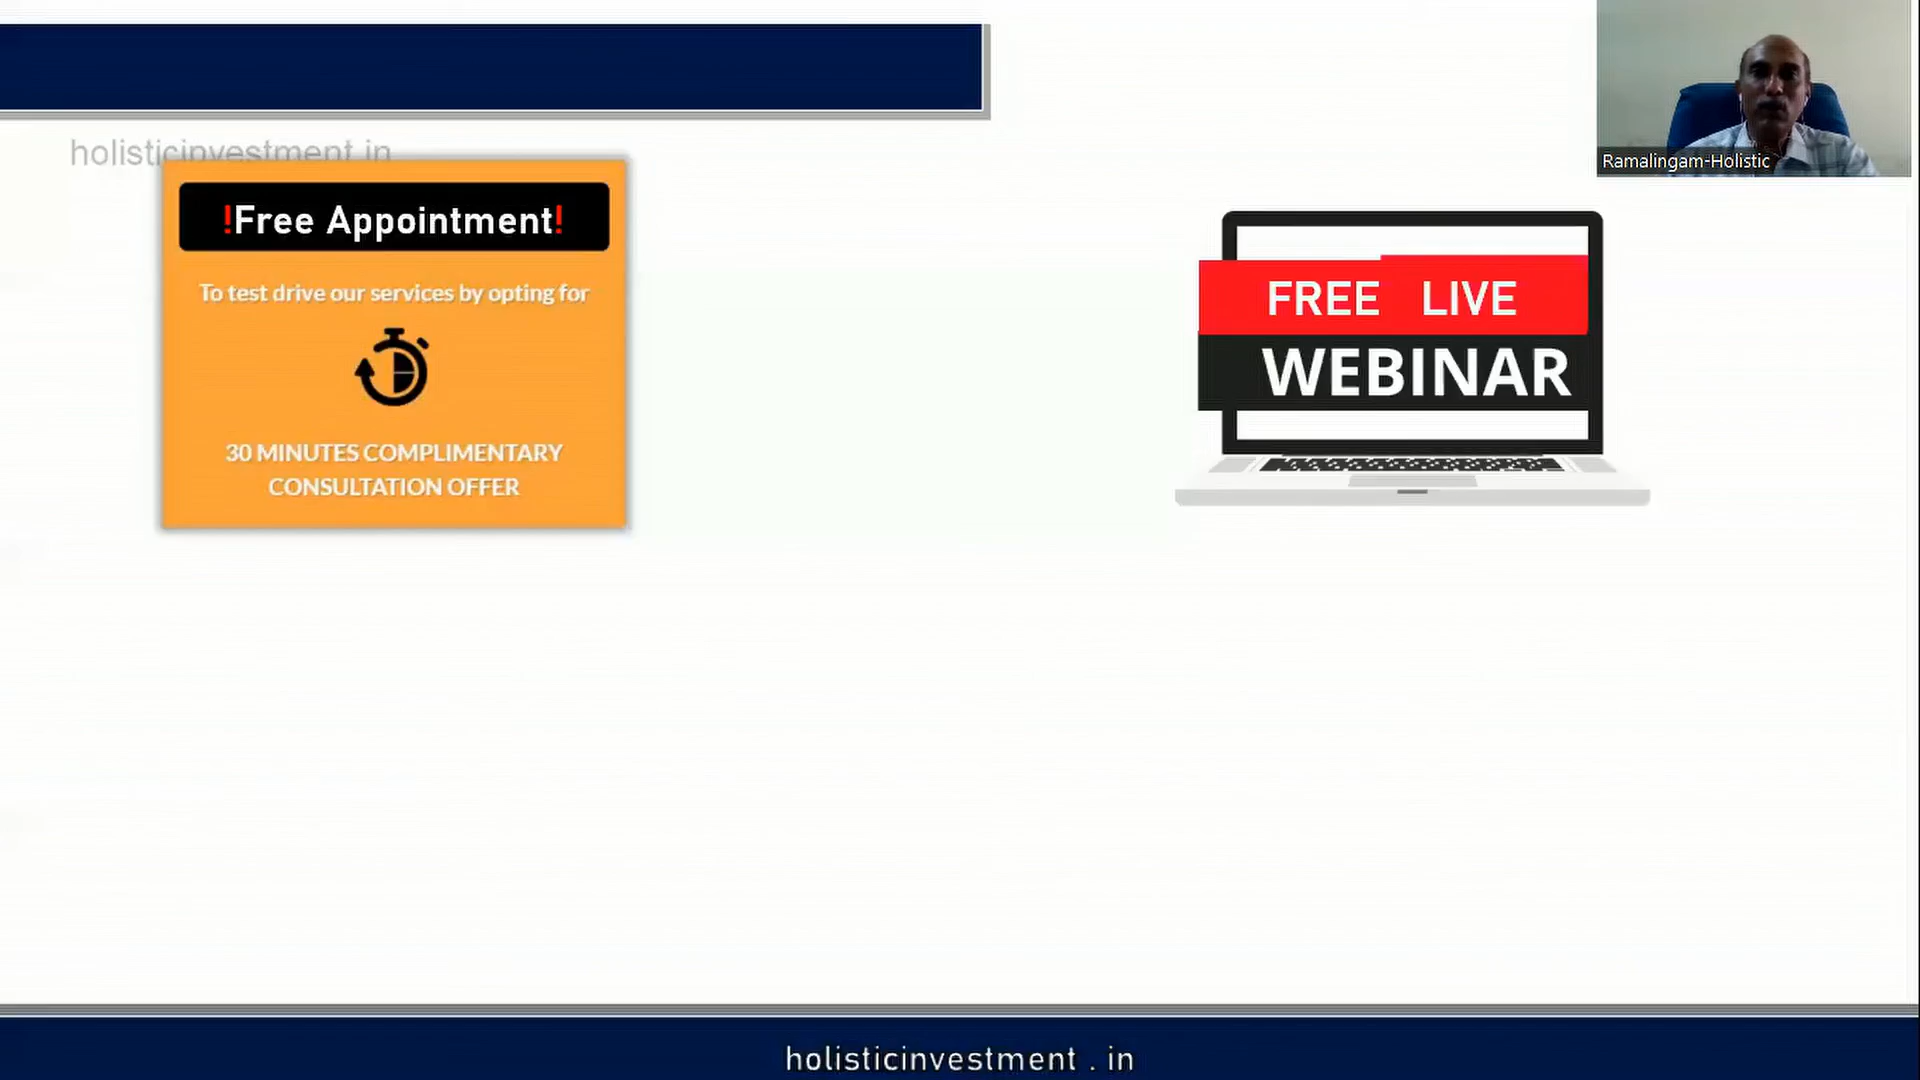 holisticinvestment.in
Ramalingam-Holistic
!Free Appointment!
To test drive our services by opting for
30 MINUTES COMPLIMENTARY
CONSULTATION OFFER
FREE LIVE
WEBINAR
holisticinvestment . in